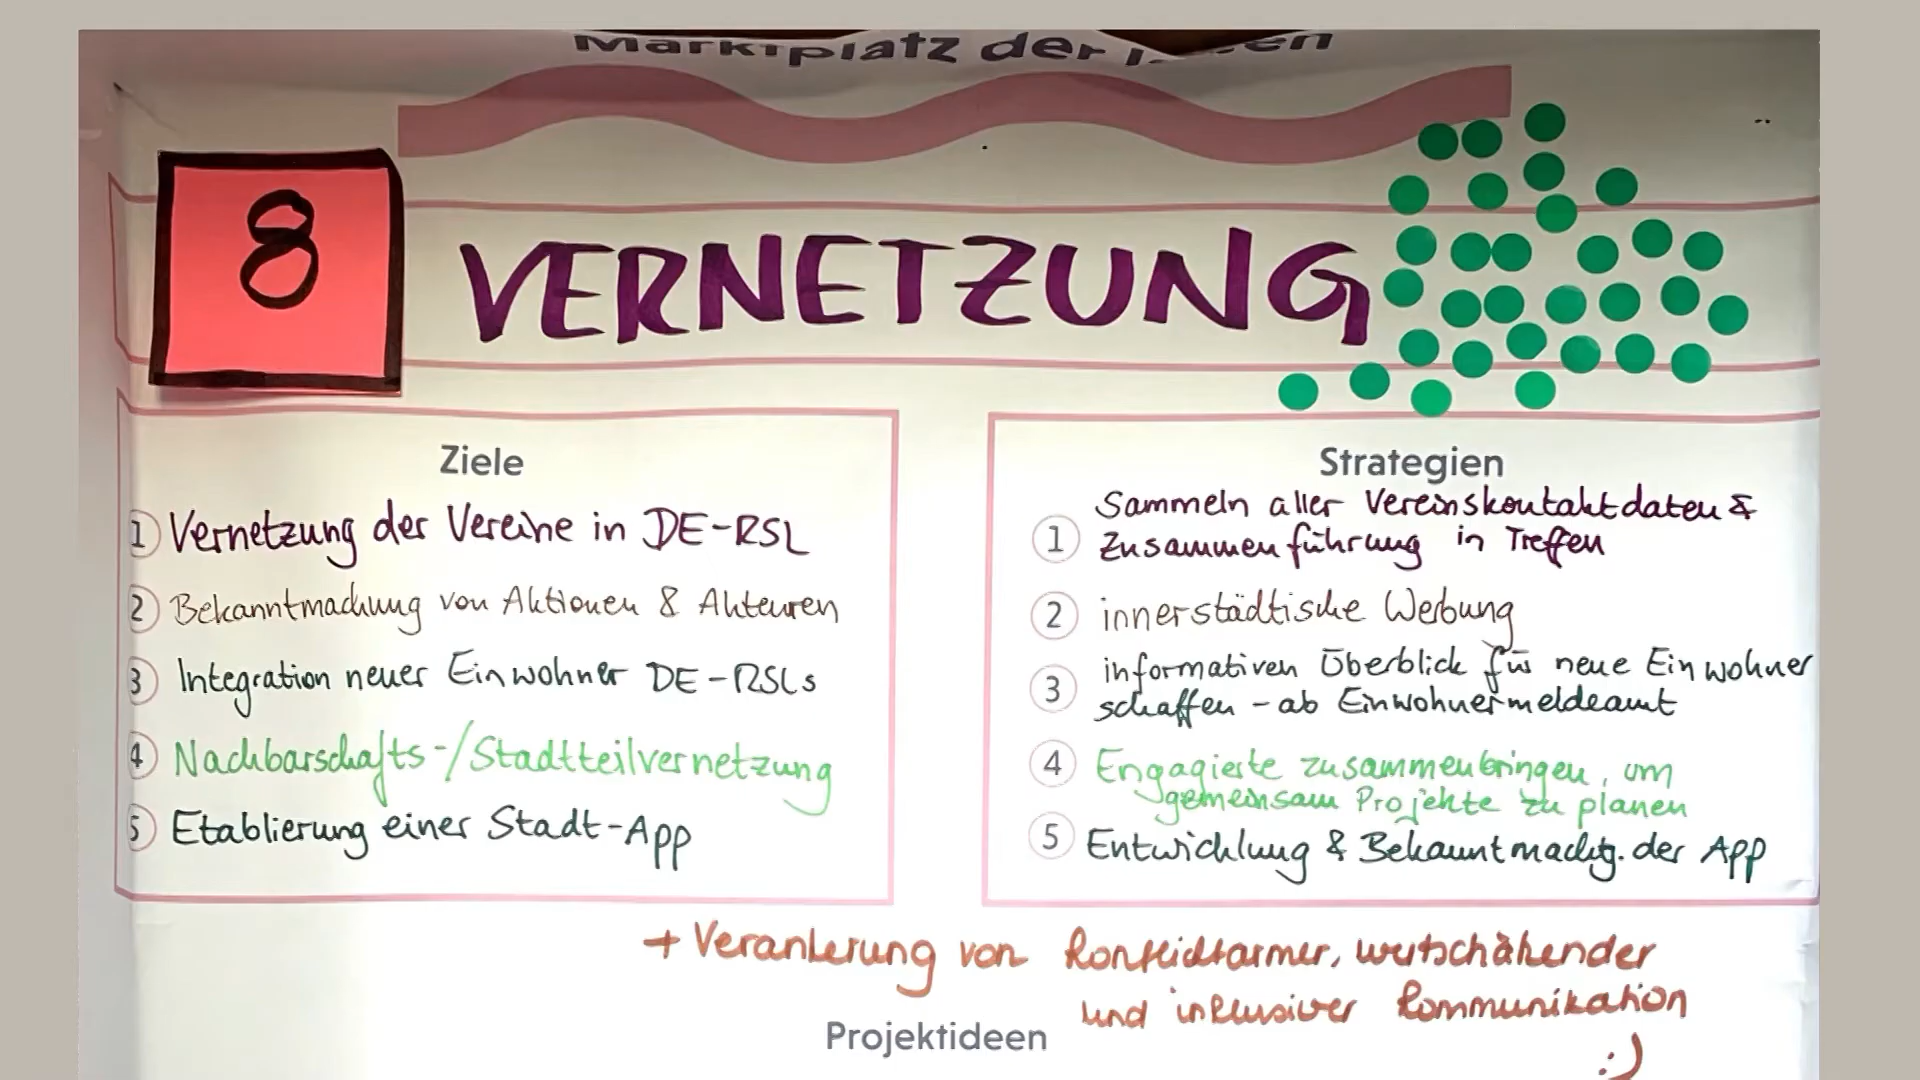 Marktplatz der
8
VERNETZUNG
Ziele
① Vernetzung der Vereine in DE-RSL
② Bekanntmachung von Aktionen & Akteuren
③ Integration neuer Einwohner DE-RSLs
④ Nachbarschafts-/Stadtteilvernetzung
⑤ Etablierung einer Stadt-App
Strategien
① Sammeln aller Vereinskontaktdaten &
Zusammenführung in Treffen
② innerstädtische Werbung
③ informativen Überblick für neue Einwohner
schaffen - ab Einwohnermeldeamt
④ Engagierte zusammenbringen, um
gemeinsam Projekte zu planen
⑤ Entwicklung & Bekanntmachtg. der App
+ Verankerung von wertschätzender
und inklusiver Kommunikation
:)
Projektideen